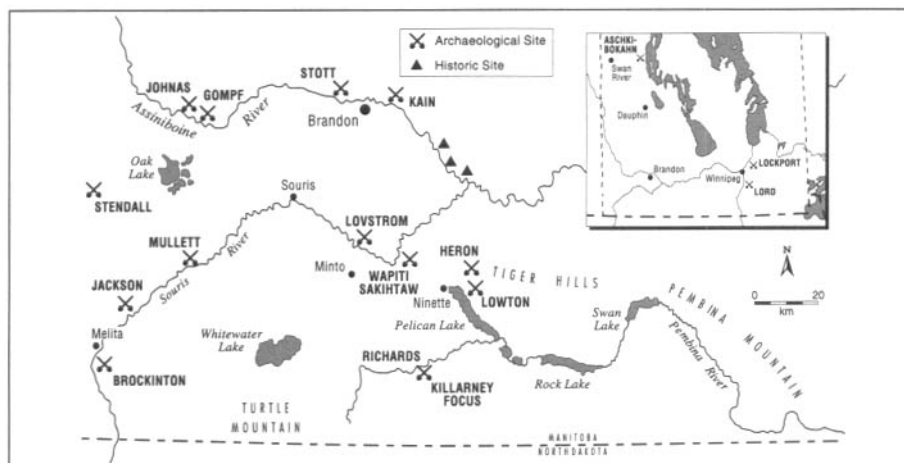 Archaeological Site
Historic Site
ASCHKI-
BOKAHN
Swan
River
Dauphin
Brandon
Winnipeg
LOCKPORT
LORD
JOHNAS
GOMPF
STOTT
KAIN
Assiniboine
River
Brandon
Oak
Lake
STENDALL
Souris
LOVSTROM
MULLETT
Souris
River
Minto
WAPITI
SAKIHTAW
HERON
TIGER HILLS
Ninette
LOWTON
JACKSON
Melita
Whitewater
Lake
Pelican Lake
Swan
Lake
PEMBINA MOUNTAIN
Pembina
River
N
0 20
km
BROCKINTON
RICHARDS
KILLARNEY
FOCUS
Rock Lake
TURTLE
MOUNTAIN
MANITOBA
NORTH DAKOTA